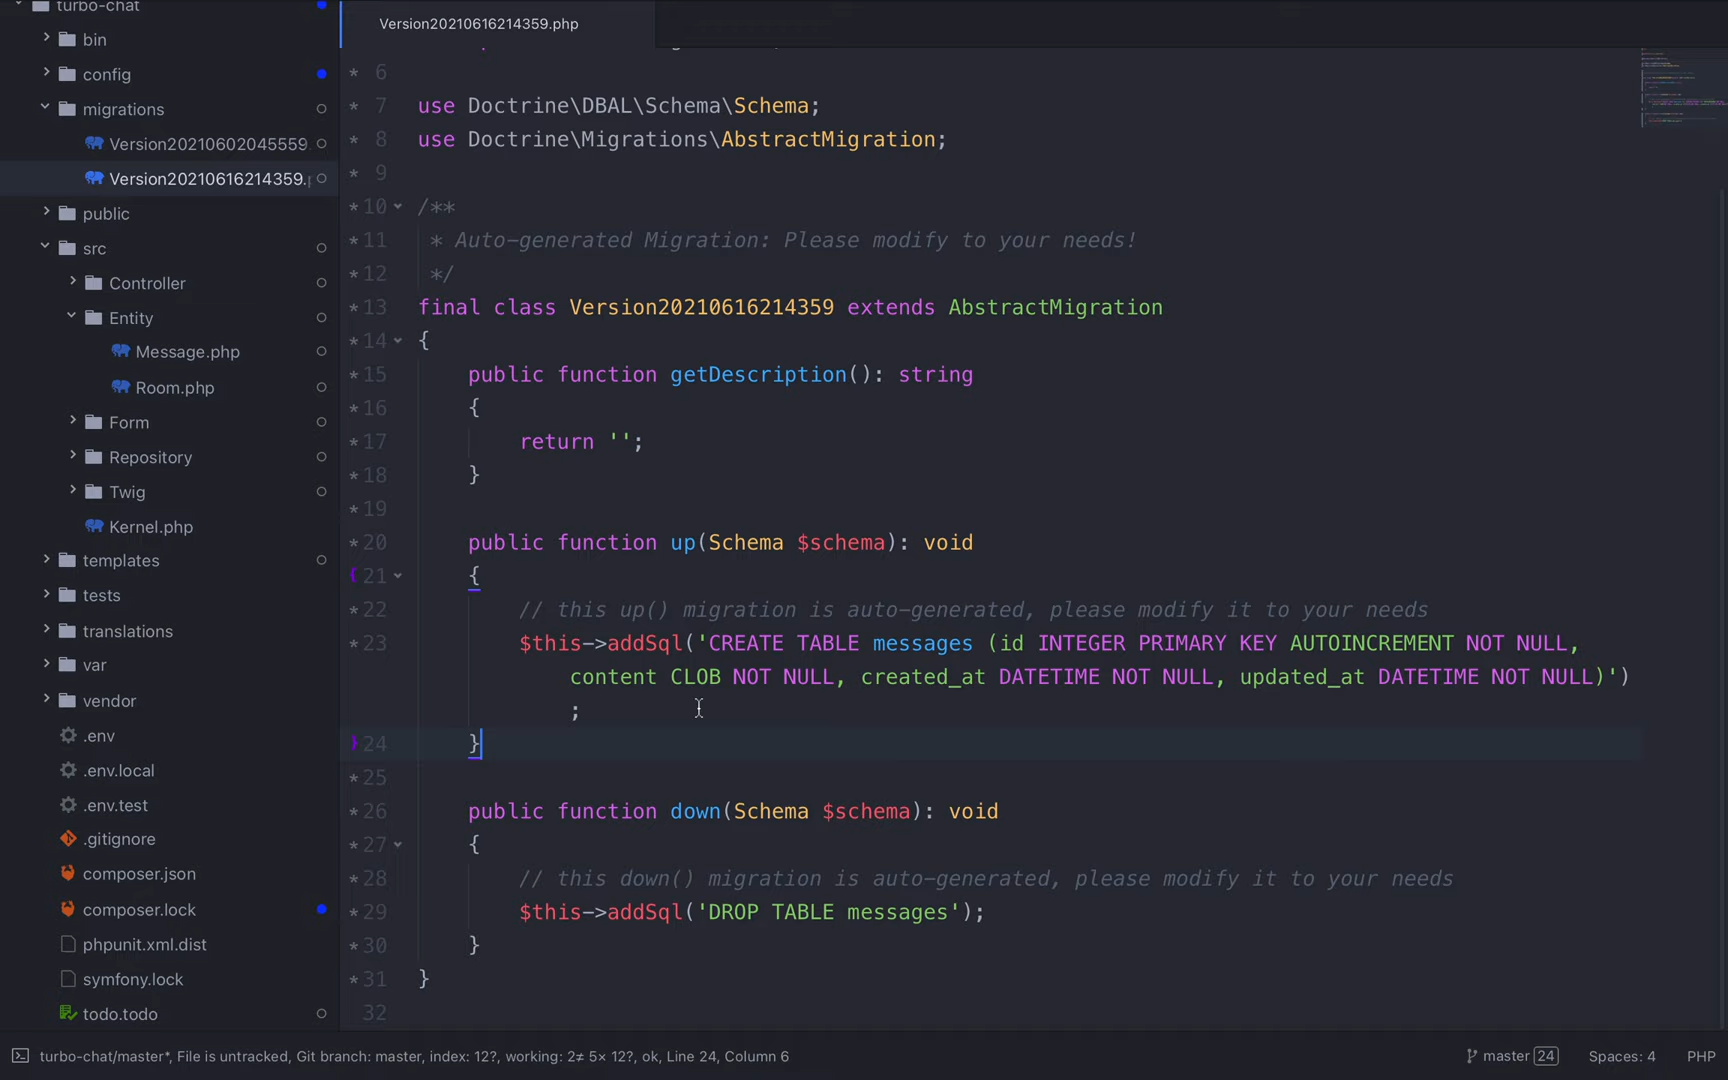 turbo-chat
bin
config
migrations
Version20210602045559.
Version20210616214359.
public
src
Controller
Entity
Message.php
Room.php
Form
Repository
Twig
Kernel.php
templates
tests
translations
var
vendor
.env
.env.local
.env.test
.gitignore
composer.json
composer.lock
phpunit.xml.dist
symfony.lock
todo.todo
Version20210616214359.php
* 6
* 7 use Doctrine\DBAL\Schema\Schema;
* 8 use Doctrine\Migrations\AbstractMigration;
* 9
* 10 /**
* 11 * Auto-generated Migration: Please modify to your needs!
* 12 */
* 13 final class Version20210616214359 extends AbstractMigration
* 14 {
* 15 public function getDescription(): string
* 16 {
* 17 return '';
* 18 }
* 19
* 20 public function up(Schema $schema): void
{ 21 {
* 22 // this up() migration is auto-generated, please modify it to your needs
* 23 $this->addSql('CREATE TABLE messages (id INTEGER PRIMARY KEY AUTOINCREMENT NOT NULL,
content CLOB NOT NULL, created_at DATETIME NOT NULL, updated_at DATETIME NOT NULL)')
;
} 24 }
* 25
* 26 public function down(Schema $schema): void
* 27 {
* 28 // this down() migration is auto-generated, please modify it to your needs
* 29 $this->addSql('DROP TABLE messages');
* 30 }
* 31 }
32
turbo-chat/master*, File is untracked, Git branch: master, index: 12?, working: 2≠ 5× 12?, ok, Line 24, Column 6
master 24
Spaces: 4
PHP